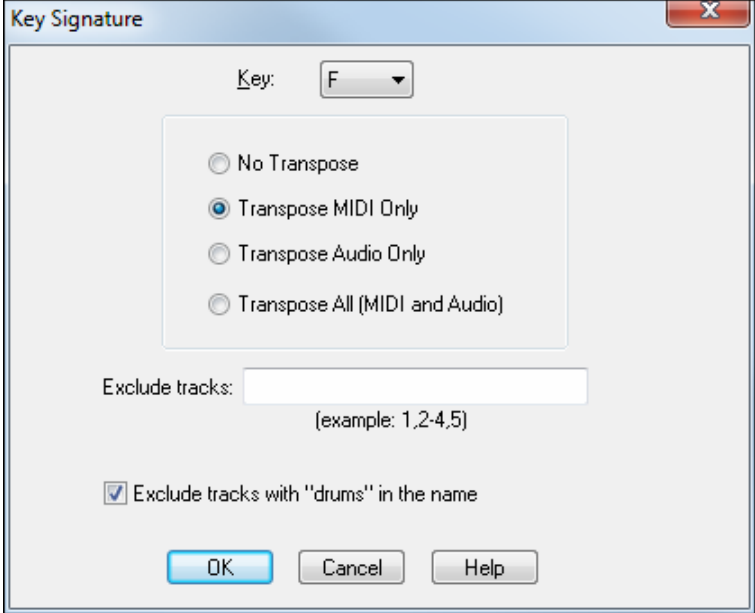 Key Signature
Key: F
No Transpose
Transpose MIDI Only
Transpose Audio Only
Transpose All (MIDI and Audio)
Exclude tracks:
(example: 1,2-4,5)
Exclude tracks with "drums" in the name
OK Cancel Help